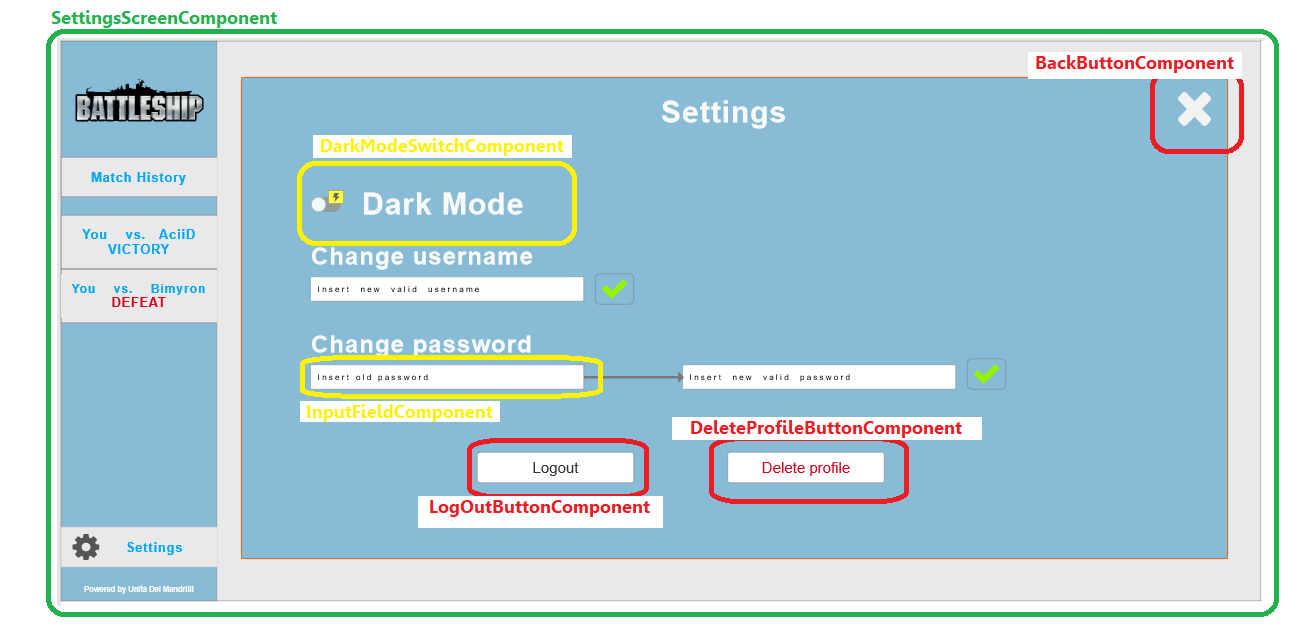 SettingsScreenComponent
BackButtonComponent
BATTLESHIP
Settings
DarkModeSwitchComponent
Match History
Dark Mode
You vs. AciiD
VICTORY
Change username
You vs. Bimyron
DEFEAT
Insert new valid username
Change password
Insert old password
Insert new valid password
InputFieldComponent
DeleteProfileButtonComponent
Logout
Delete profile
LogOutButtonComponent
Settings
Powered by Unità Dei Mandrilli